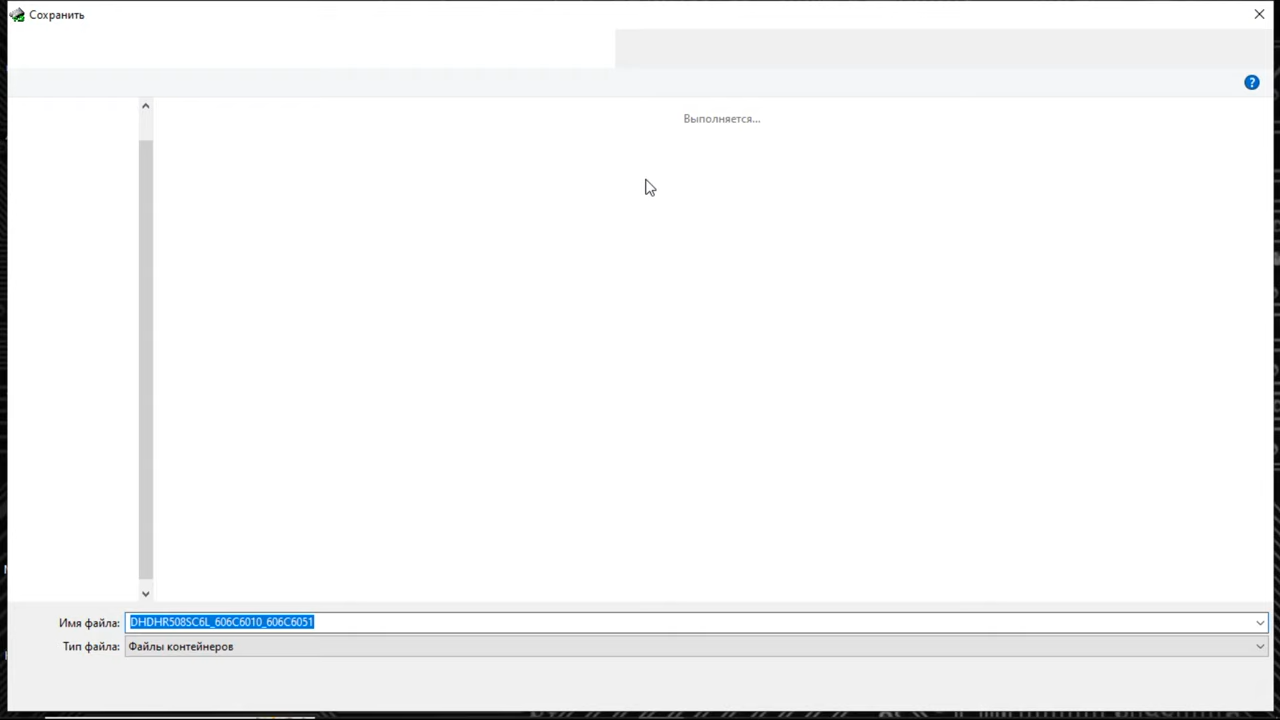 Сохранить
Выполняется...
Имя файла: DHDHR508SC6L_606C6010_606C6051
Тип файла: Файлы контейнеров